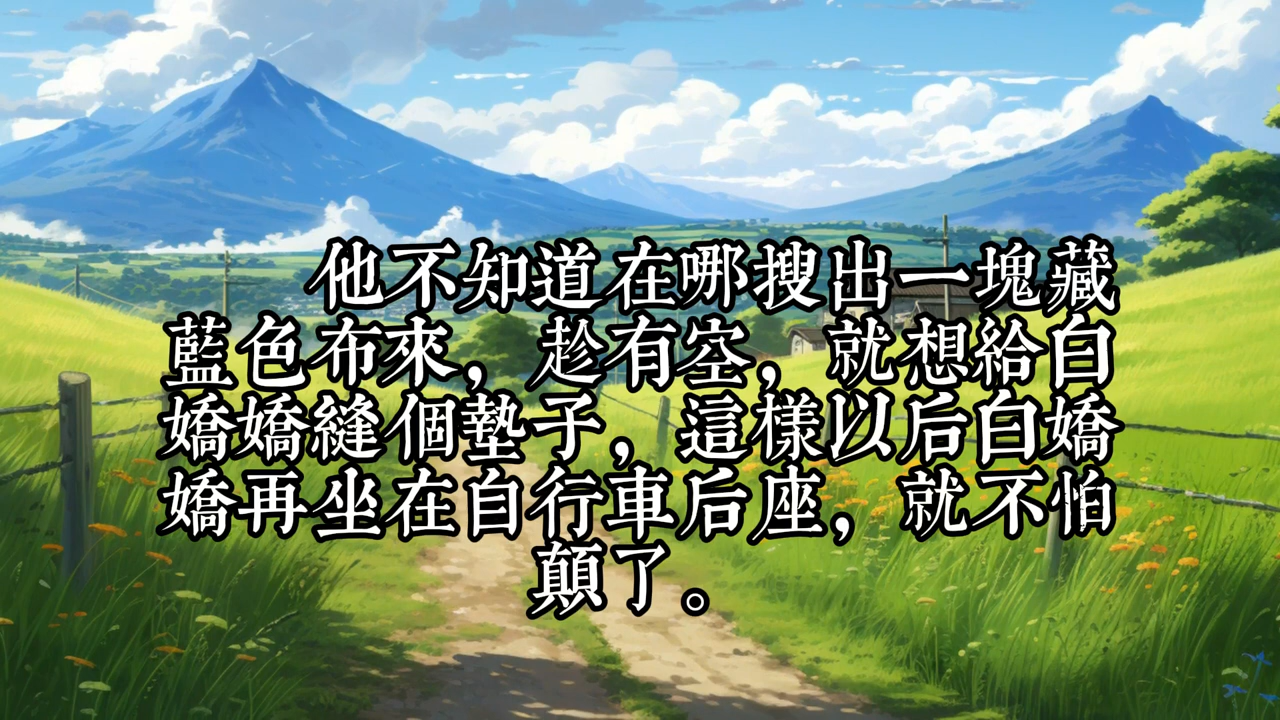 他不知道在哪搜出一塊藏
藍色布來，趁有空，就想給白
嬌嬌縫個墊子，這樣以后白嬌
嬌再坐在自行車后座，就不怕
顛了。